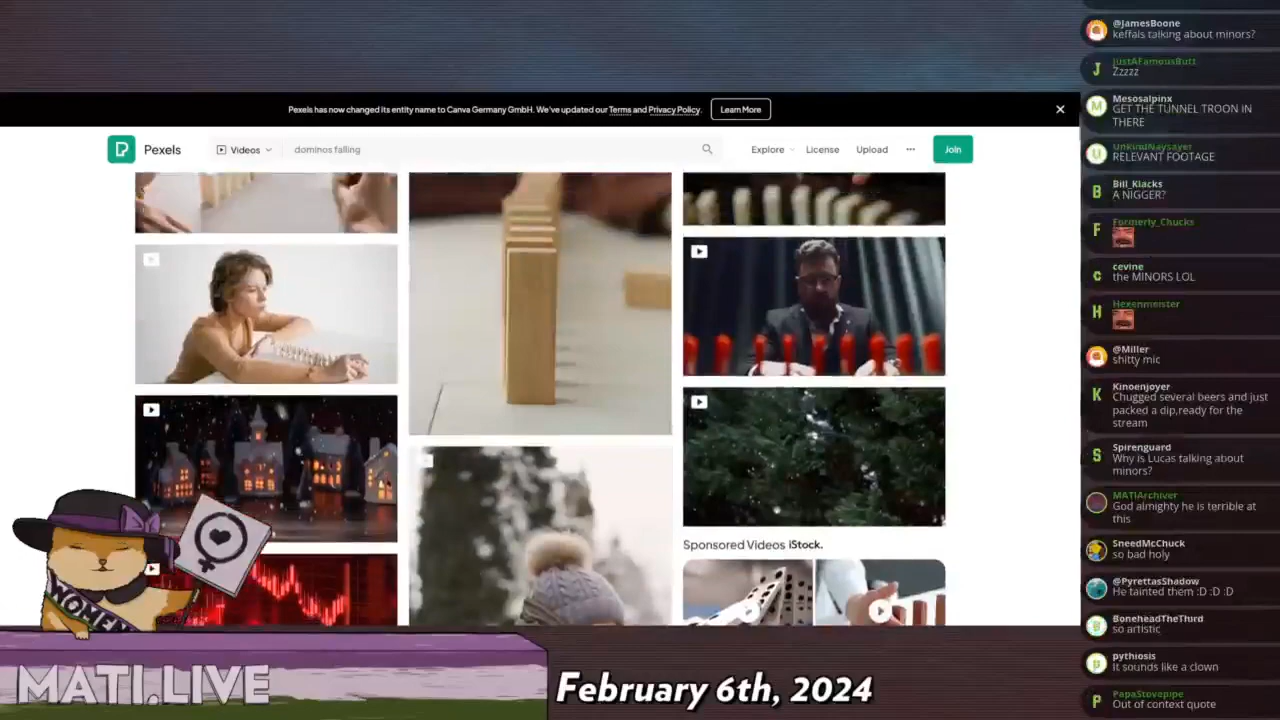 Pexels has now changed its entity name to Canva Germany GmbH. We've updated our Terms and Privacy Policy.
Learn More
Pexels
Videos
dominos falling
Explore
License
Upload
Join
Sponsored Videos iStock.
WOMEN
MATI.LIVE
February 6th, 2024
@JamesBoone
keffals talking about minors?
J
JustAFamousButt
Zzzzz
M
Mesosalpinx
GET THE TUNNEL TROON IN
THERE
U
UnkindNaysayer
RELEVANT FOOTAGE
B
Bill_Klacks
A NIGGER?
F
Formerly_Chucks
C
cevine
the MINORS LOL
H
Hexenmeister
@Miller
shitty mic
K
Kinoenjoyer
Chugged several beers and just
packed a dip,ready for the
stream
S
Spirenguard
Why is Lucas talking about
minors?
MATIArchiver
God almighty he is terrible at
this
SneedMcChuck
so bad holy
@PyrettasShadow
He tainted them :D :D :D
BoneheadTheThird
so artistic
pythiosis
It sounds like a clown
P
PapaStovepipe
Out of context quote